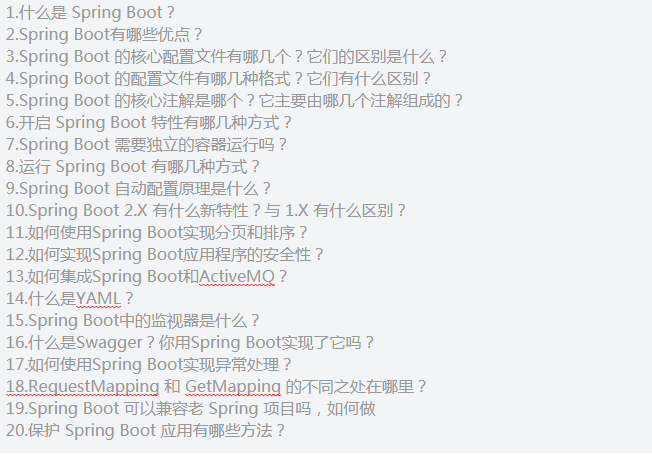 1.什么是 Spring Boot？
2.Spring Boot有哪些优点？
3.Spring Boot 的核心配置文件有哪几个？它们的区别是什么？
4.Spring Boot 的配置文件有哪几种格式？它们有什么区别？
5.Spring Boot 的核心注解是哪个？它主要由哪几个注解组成的？
6.开启 Spring Boot 特性有哪几种方式？
7.Spring Boot 需要独立的容器运行吗？
8.运行 Spring Boot 有哪几种方式？
9.Spring Boot 自动配置原理是什么？
10.Spring Boot 2.X 有什么新特性？与 1.X 有什么区别？
11.如何使用Spring Boot实现分页和排序？
12.如何实现Spring Boot应用程序的安全性？
13.如何集成Spring Boot和ActiveMQ？
14.什么是YAML？
15.Spring Boot中的监视器是什么？
16.什么是Swagger？你用Spring Boot实现了它吗？
17.如何使用Spring Boot实现异常处理？
18.RequestMapping 和 GetMapping 的不同之处在哪里？
19.Spring Boot 可以兼容老 Spring 项目吗，如何做
20.保护 Spring Boot 应用有哪些方法？